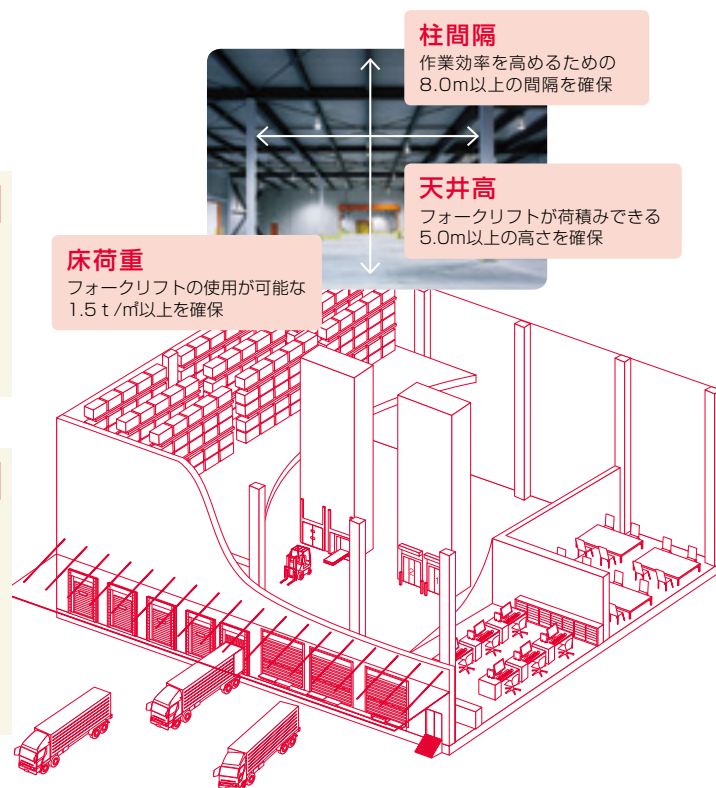 柱間隔
作業効率を高めるための
8.0m以上の間隔を確保
天井高
フォークリフトが荷積みできる
5.0m以上の高さを確保
床荷重
フォークリフトの使用が可能な
1.5ｔ/㎡以上を確保